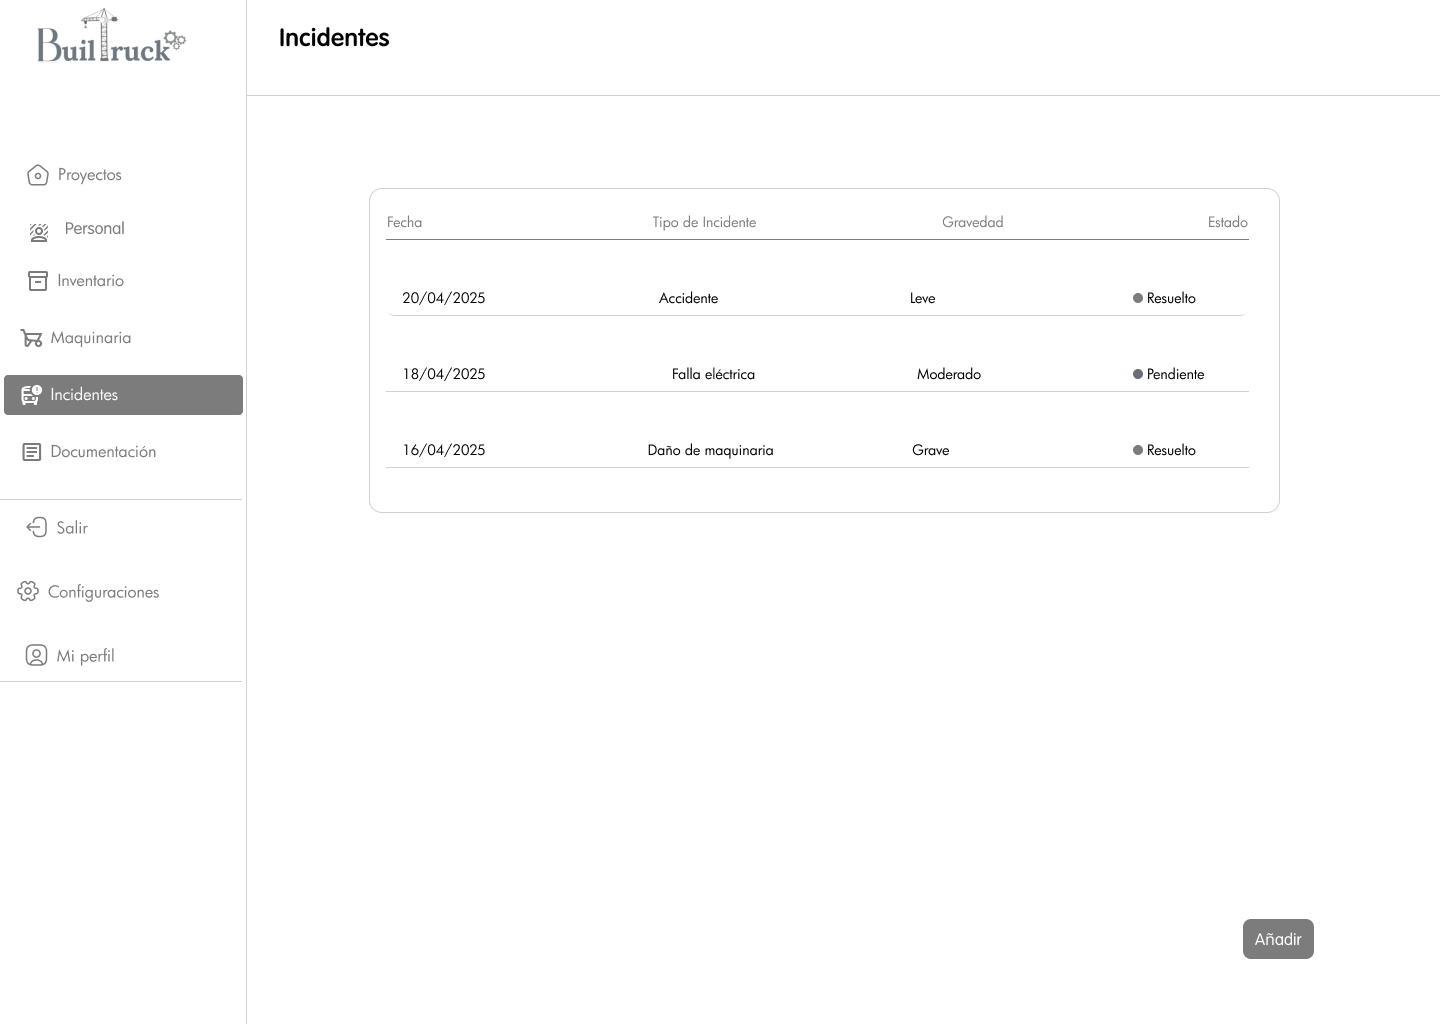 BuilTruck
Incidentes
Proyectos
Personal
Inventario
Maquinaria
Incidentes
Documentación
Salir
Configuraciones
Mi perfil
Fecha Tipo de Incidente Gravedad Estado
20/04/2025 Accidente Leve Resuelto
18/04/2025 Falla eléctrica Moderado Pendiente
16/04/2025 Daño de maquinaria Grave Resuelto
Añadir